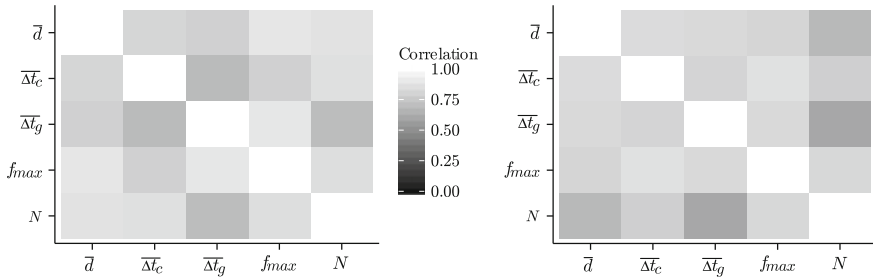 d̅
Δt̅c
Δt̅g
fmax
N
d̅ Δt̅c Δt̅g fmax N
Correlation
1.00
0.75
0.50
0.25
0.00
d̅
Δt̅c
Δt̅g
fmax
N
d̅ Δt̅c Δt̅g fmax N